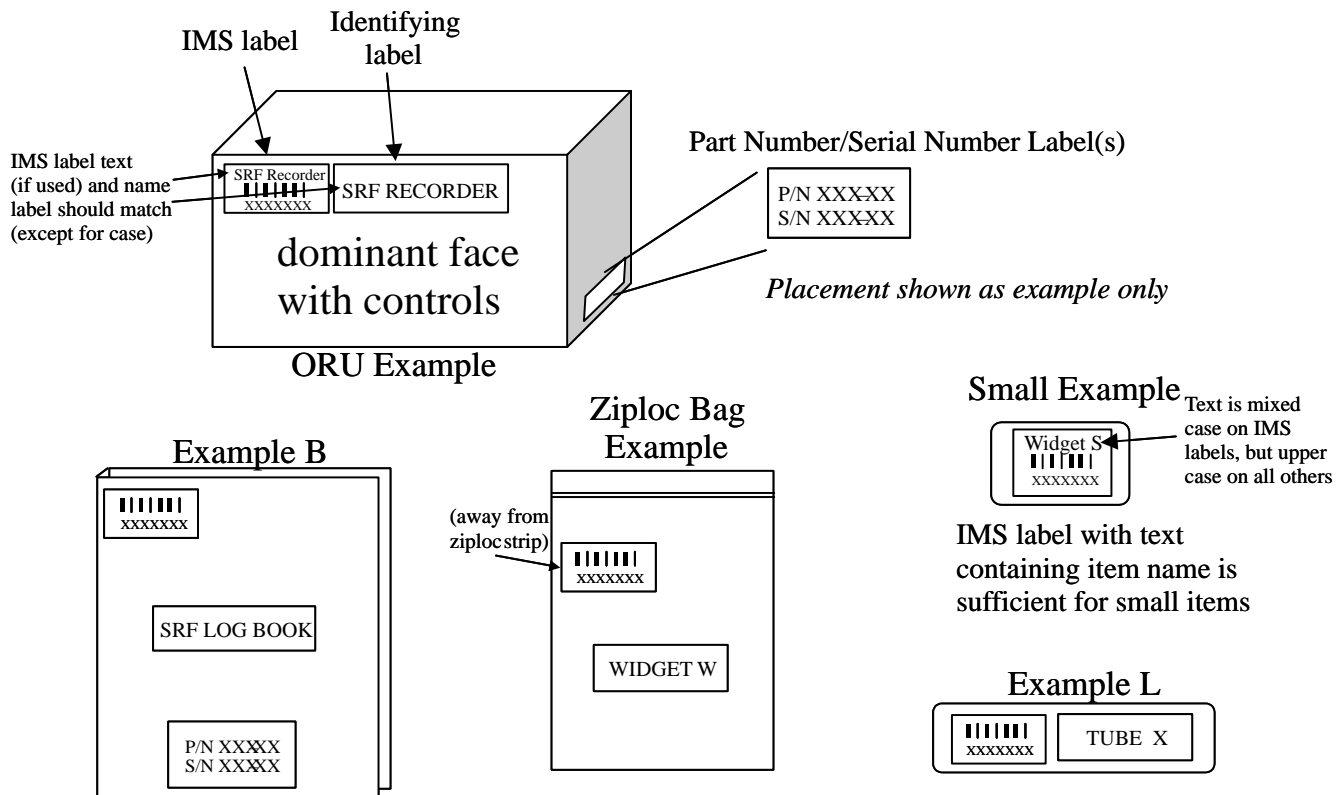 IMS label
Identifying
label
IMS label text
(if used) and name
label should match
(except for case)
SRF Recorder
XXXXXXX
SRF RECORDER
dominant face
with controls
ORU Example
Part Number/Serial Number Label(s)
P/N XXX-XX
S/N XXX-XX
Placement shown as example only
Example B
xxxxxxx
SRF LOG BOOK
P/N XXXXX
S/N XXXXX
Ziploc Bag
Example
(away from
ziploc strip)
xxxxxxx
WIDGET W
Small Example
Widget S
xxxxxxx
Text is mixed
case on IMS
labels, but upper
case on all others
IMS label with text
containing item name is
sufficient for small items
Example L
xxxxxxx
TUBE X